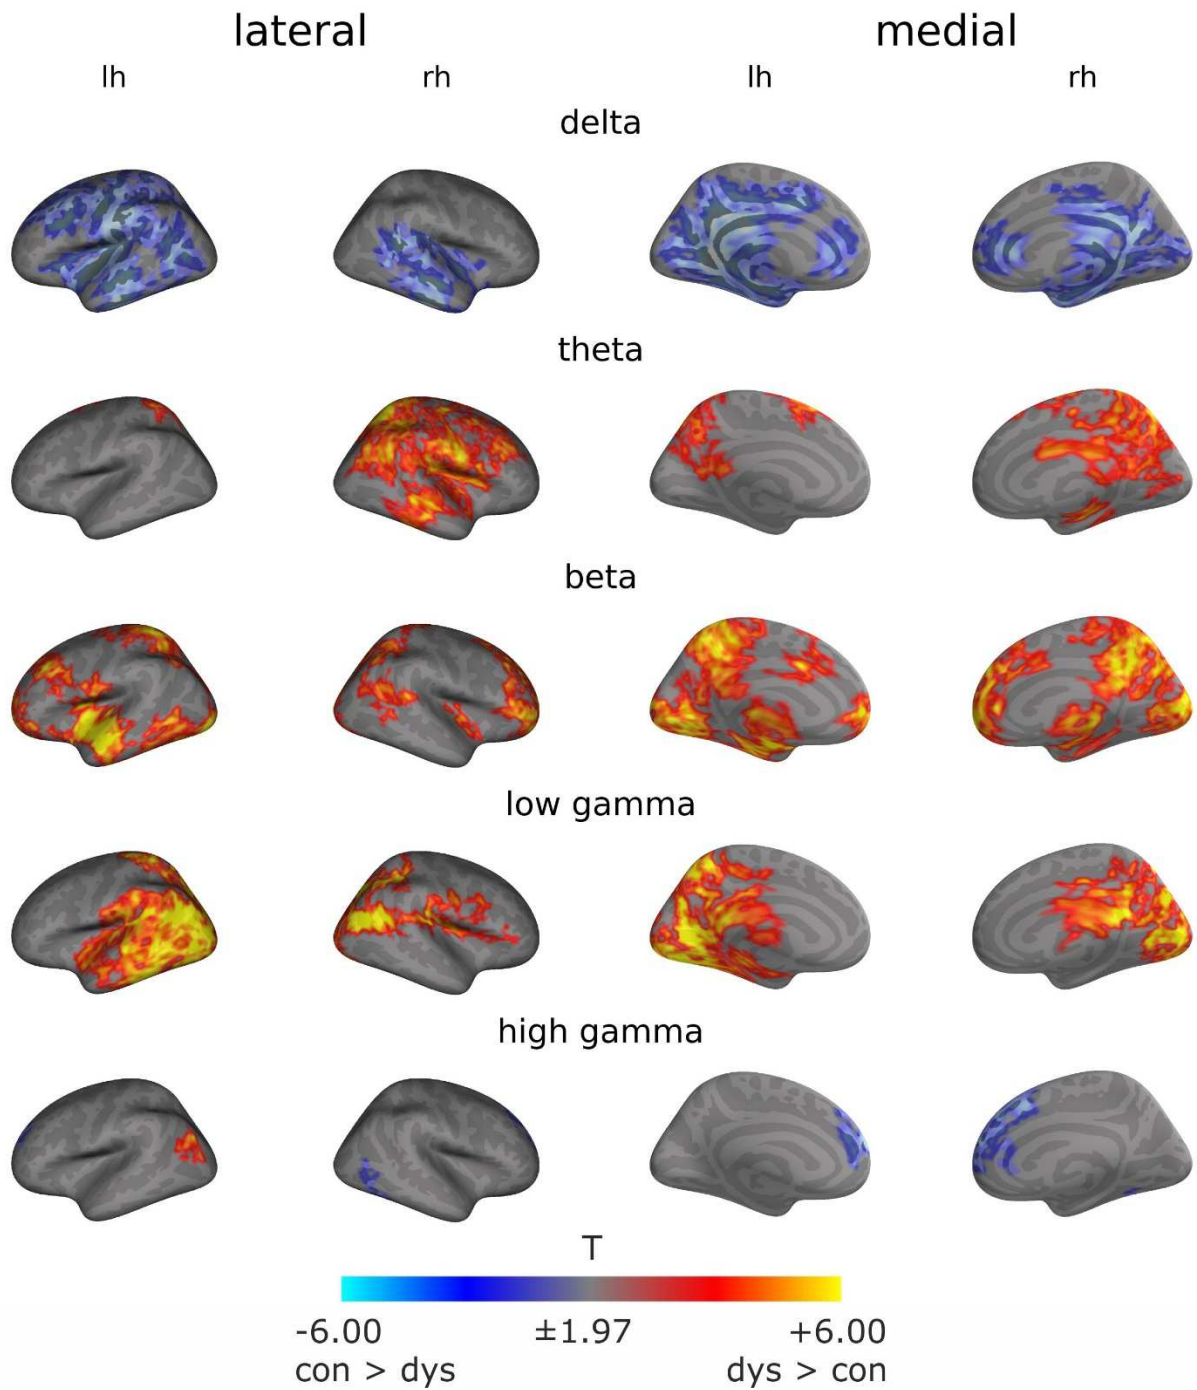 lateral medial
lh rh lh rh
delta
theta
beta
low gamma
high gamma
T
-6.00 ±1.97 +6.00
con > dys dys > con